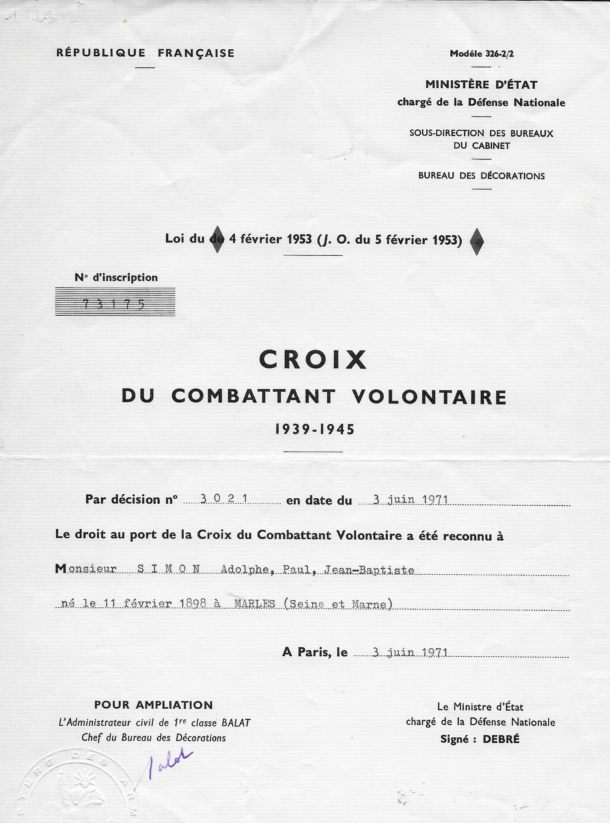 RÉPUBLIQUE FRANÇAISE
Modéle 326-2/2
MINISTÈRE D'ÉTAT
chargé de la Défense Nationale
SOUS-DIRECTION DES BUREAUX
DU CABINET
BUREAU DES DÉCORATIONS
Loi du du 4 février 1953 (J. O. du 5 février 1953)
N° d'inscription
73175
CROIX
DU COMBATTANT VOLONTAIRE
1939-1945
Par décision n° 3021 en date du 3 juin 1971
Le droit au port de la Croix du Combattant Volontaire a été reconnu à
Monsieur SIMON Adolphe, Paul, Jean-Baptiste
né le 11 février 1898 à MARLES (Seine et Marne)
A Paris, le 3 juin 1971
POUR AMPLIATION
L'Administrateur civil de 1re classe BALAT
Chef du Bureau des Décorations
Le Ministre d'État
chargé de la Défense Nationale
Signé : DEBRÉ